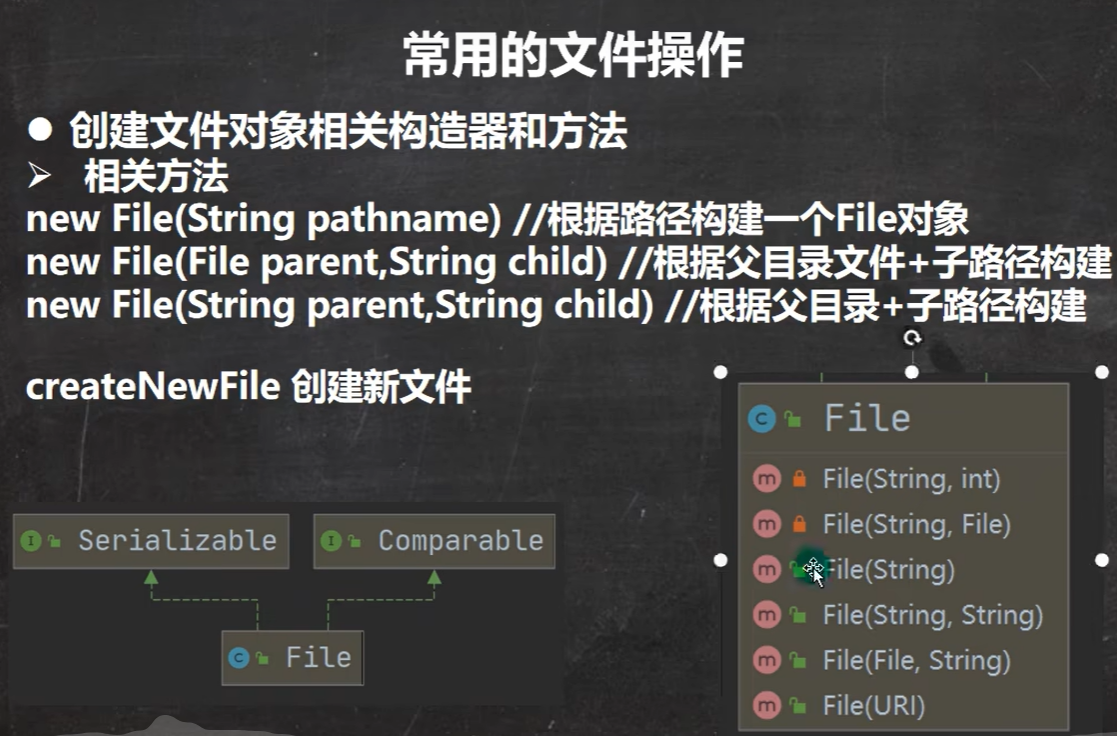 常用的文件操作
● 创建文件对象相关构造器和方法
➢ 相关方法
new File(String pathname) //根据路径构建一个File对象
new File(File parent,String child) //根据父目录文件+子路径构建
new File(String parent,String child) //根据父目录+子路径构建
createNewFile 创建新文件
I Serializable
I Comparable
C File
C File
m File(String, int)
m File(String, File)
m File(String)
m File(String, String)
m File(File, String)
m File(URI)